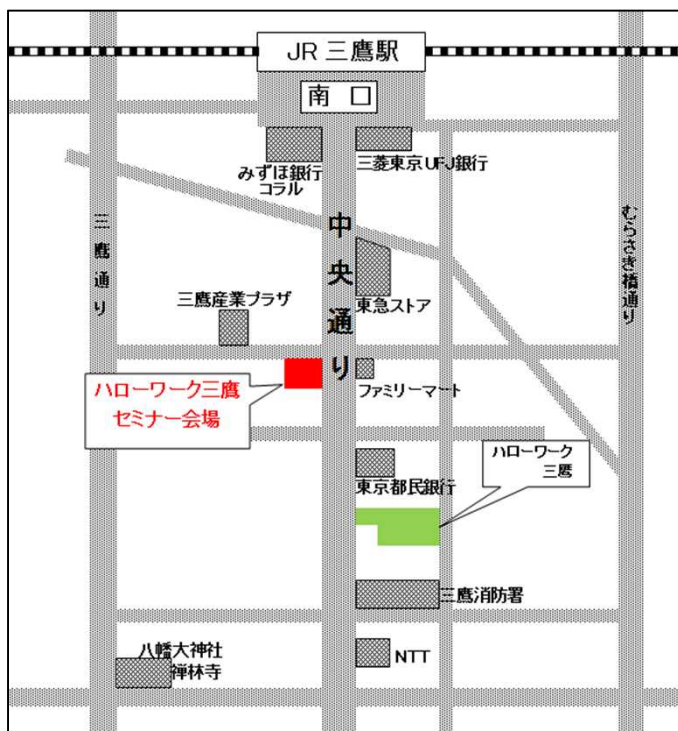 JR 三鷹駅
南 口
みずほ銀行
コラル
三菱東京UFJ銀行
三鷹通り
中央通り
むらさき橋通り
東急ストア
三鷹産業プラザ
ハローワーク三鷹
セミナー会場
ファミリーマート
ハローワーク
三鷹
東京都民銀行
三鷹消防署
八幡大神社
禅林寺
NTT